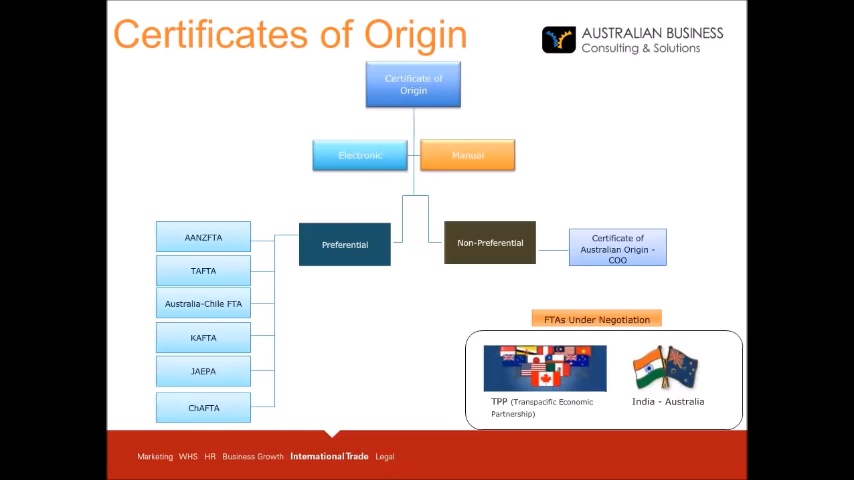 Certificates of Origin
AUSTRALIAN BUSINESS
Consulting & Solutions
Certificate of
Origin
Electronic
Manual
AANZFTA
TAFTA
Australia-Chile FTA
KAFTA
JAEPA
ChAFTA
Preferential
Non-Preferential
Certificate of
Australian Origin -
COO
FTAs Under Negotiation
TPP (Transpacific Economic
Partnership)
India - Australia
Marketing WHS HR Business Growth International Trade Legal